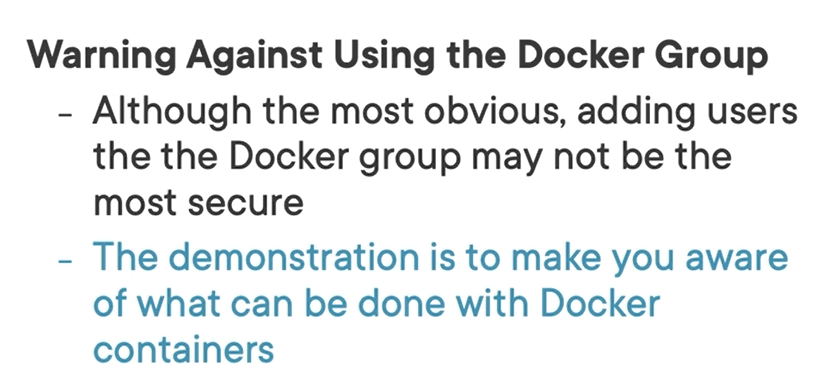 Warning Against Using the Docker Group
– Although the most obvious, adding users
the the Docker group may not be the
most secure
– The demonstration is to make you aware
of what can be done with Docker
containers